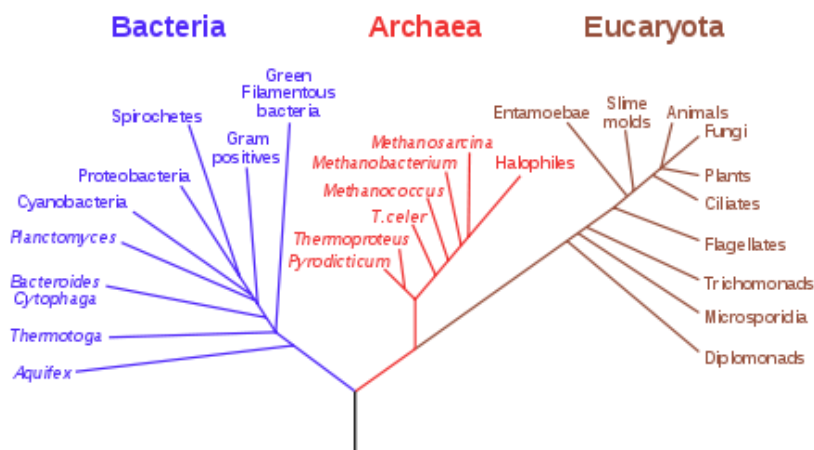 Bacteria
Archaea
Eucaryota
Green
Filamentous
bacteria
Spirochetes
Gram
positives
Proteobacteria
Cyanobacteria
Planctomyces
Bacteroides
Cytophaga
Thermotoga
Aquifex
Methanosarcina
Methanobacterium
Halophiles
Methanococcus
T.celer
Thermoproteus
Pyrodicticum
Entamoebae
Slime
molds
Animals
Fungi
Plants
Ciliates
Flagellates
Trichomonads
Microsporidia
Diplomonads